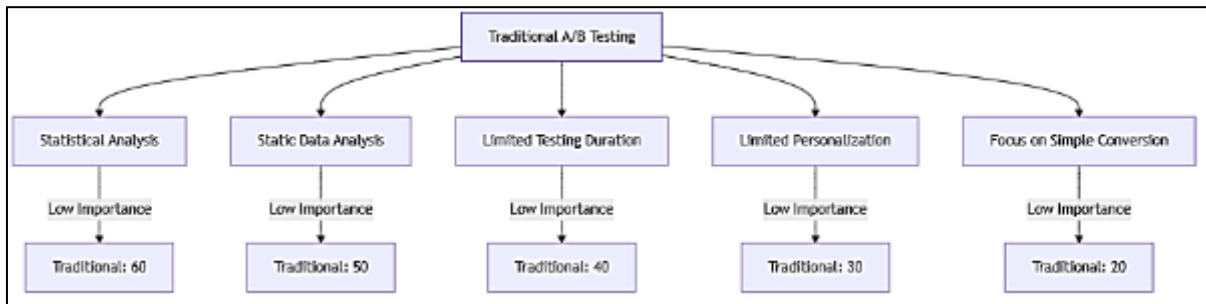 Traditional A/B Testing
Statistical Analysis
Static Data Analysis
Limited Testing Duration
Limited Personalization
Focus on Simple Conversion
Low Importance
Low Importance
Low Importance
Low Importance
Low Importance
Traditional: 60
Traditional: 50
Traditional: 40
Traditional: 30
Traditional: 20